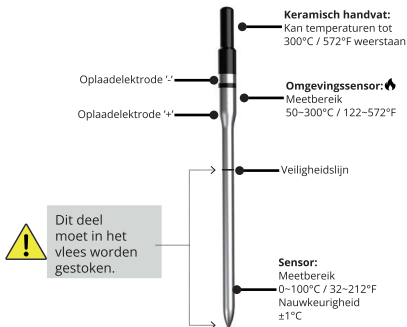 Keramisch handvat:
Kan temperaturen tot
300°C / 572°F weerstaan
Oplaadelektrode '-'
Omgevingssensor:
Meetbereik
50~300°C / 122~572°F
Oplaadelektrode '+'
Veiligheidslijn
Dit deel
moet in het
vlees worden
gestoken.
Sensor:
Meetbereik
0~100°C / 32~212°F
Nauwkeurigheid
±1°C